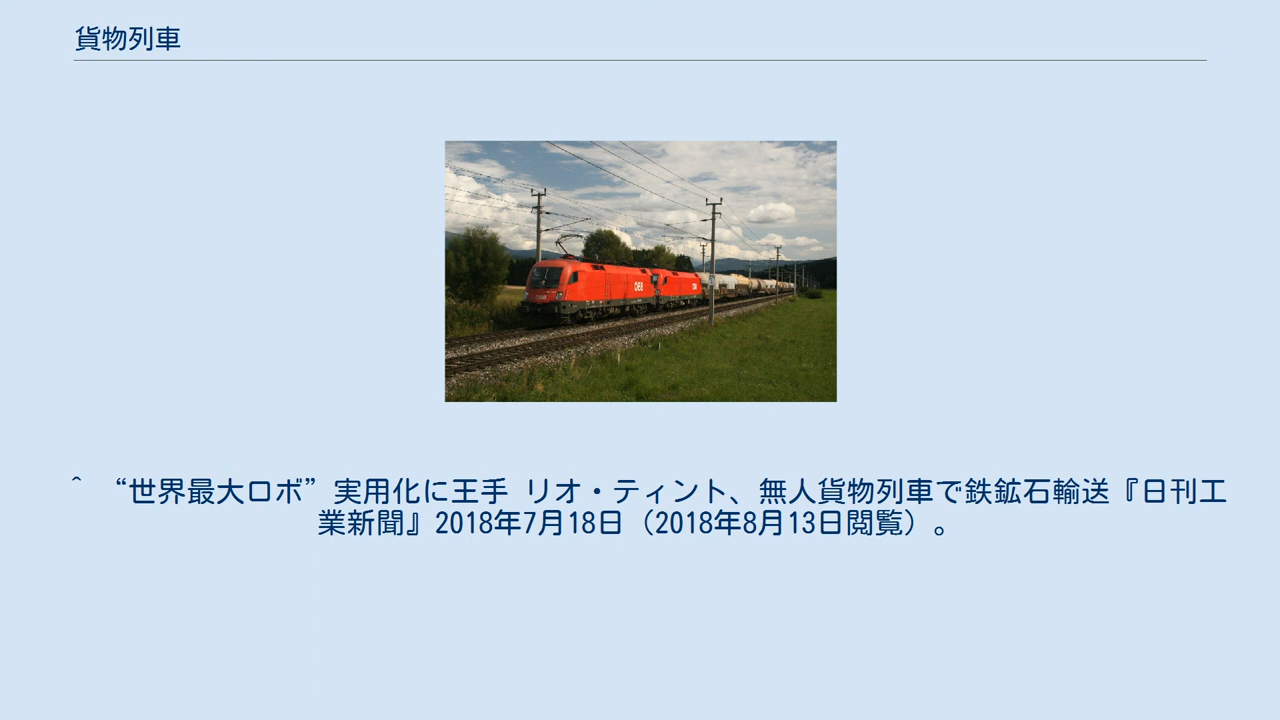 貨物列車
ÖBB
^ “世界最大ロボ”実用化に王手 リオ・ティント、無人貨物列車で鉄鉱石輸送『日刊工
業新聞』2018年7月18日（2018年8月13日閲覧）。